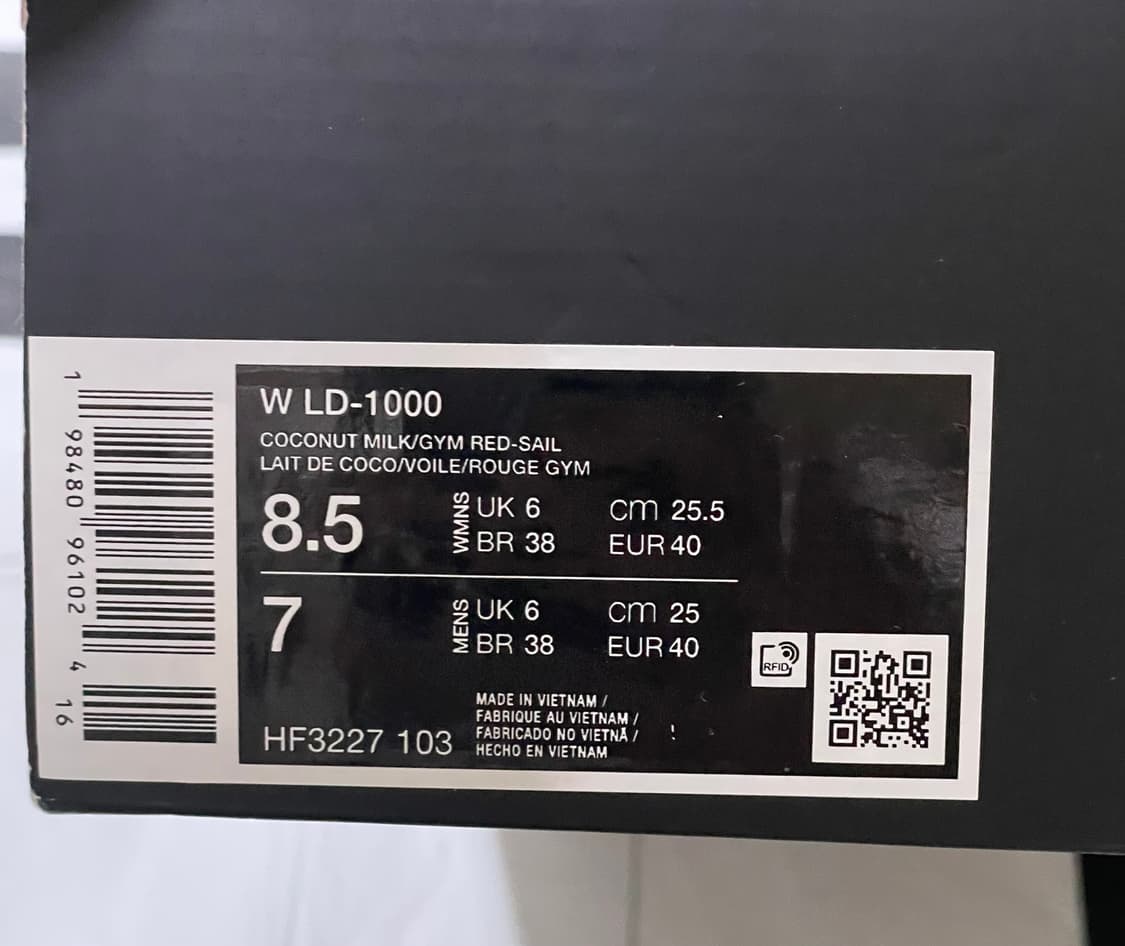 1 98480 96102 4 16
W LD-1000
COCONUT MILK/GYM RED-SAIL
LAIT DE COCO/VOILE/ROUGE GYM
8.5 WMNS UK 6 cm 25.5
BR 38 EUR 40
7 MENS UK 6 cm 25
BR 38 EUR 40
RFID
HF3227 103
MADE IN VIETNAM /
FABRIQUE AU VIETNAM /
FABRICADO NO VIETNÃ /
HECHO EN VIETNAM